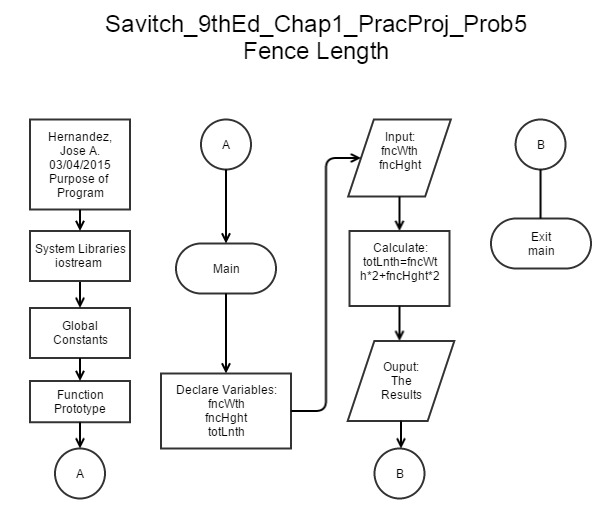 Savitch_9thEd_Chap1_PracProj_Prob5
Fence Length
Hernandez,
Jose A.
03/04/2015
Purpose of
Program
System Libraries
iostream
Global
Constants
Function
Prototype
A
A
Main
Declare Variables:
fncWth
fncHght
totLnth
Input:
fncWth
fncHght
Calculate:
totLnth=fncWt
h*2+fncHght*2
Ouput:
The
Results
B
B
Exit
main